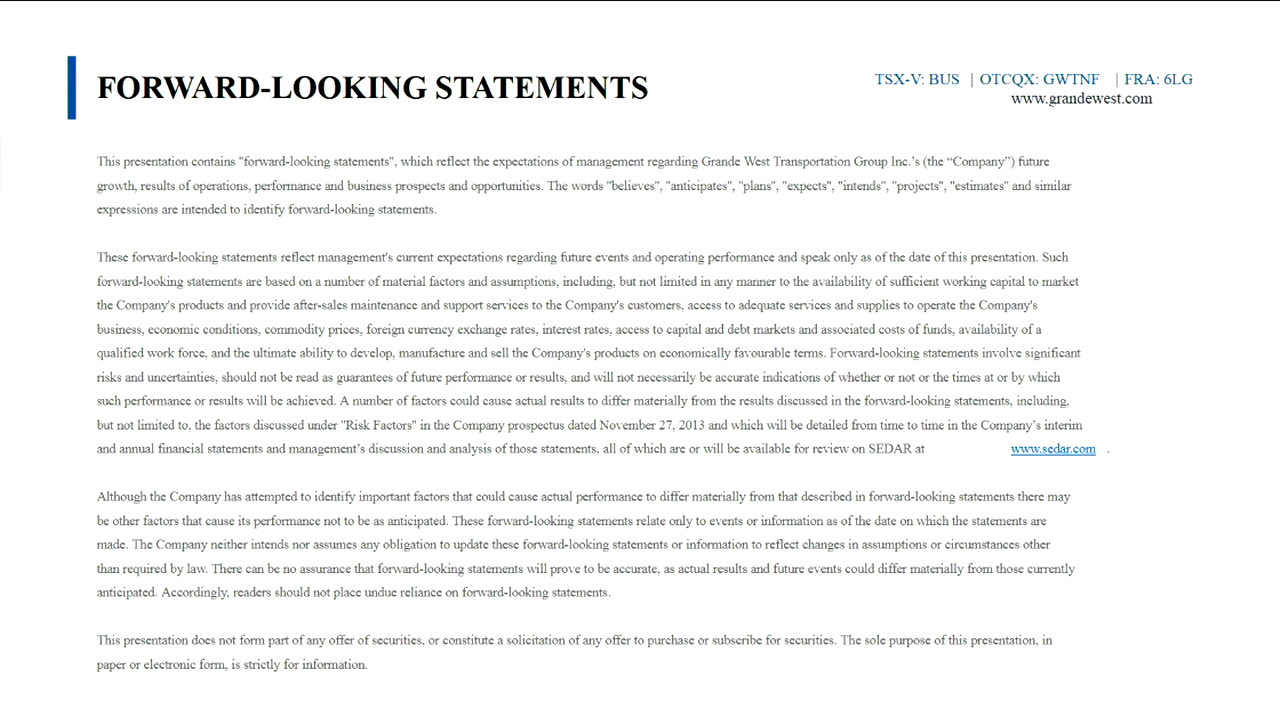 FORWARD-LOOKING STATEMENTS
TSX-V: BUS | OTCQX: GWTNF | FRA: 6LG
www.grandewest.com
This presentation contains "forward-looking statements", which reflect the expectations of management regarding Grande West Transportation Group Inc.'s (the “Company”) future
growth, results of operations, performance and business prospects and opportunities. The words "believes", "anticipates", "plans", "expects", "intends", "projects", "estimates" and similar
expressions are intended to identify forward-looking statements.
These forward-looking statements reflect management's current expectations regarding future events and operating performance and speak only as of the date of this presentation. Such
forward-looking statements are based on a number of material factors and assumptions, including, but not limited in any manner to the availability of sufficient working capital to market
the Company's products and provide after-sales maintenance and support services to the Company's customers, access to adequate services and supplies to operate the Company's
business, economic conditions, commodity prices, foreign currency exchange rates, interest rates, access to capital and debt markets and associated costs of funds, availability of a
qualified work force, and the ultimate ability to develop, manufacture and sell the Company's products on economically favourable terms. Forward-looking statements involve significant
risks and uncertainties, should not be read as guarantees of future performance or results, and will not necessarily be accurate indications of whether or not or the times at or by which
such performance or results will be achieved. A number of factors could cause actual results to differ materially from the results discussed in the forward-looking statements, including,
but not limited to, the factors discussed under "Risk Factors" in the Company prospectus dated November 27, 2013 and which will be detailed from time to time in the Company’s interim
and annual financial statements and management’s discussion and analysis of those statements, all of which are or will be available for review on SEDAR at www.sedar.com .
Although the Company has attempted to identify important factors that could cause actual performance to differ materially from that described in forward-looking statements there may
be other factors that cause its performance not to be as anticipated. These forward-looking statements relate only to events or information as of the date on which the statements are
made. The Company neither intends nor assumes any obligation to update these forward-looking statements or information to reflect changes in assumptions or circumstances other
than required by law. There can be no assurance that forward-looking statements will prove to be accurate, as actual results and future events could differ materially from those currently
anticipated. Accordingly, readers should not place undue reliance on forward-looking statements.
This presentation does not form part of any offer of securities, or constitute a solicitation of any offer to purchase or subscribe for securities. The sole purpose of this presentation, in
paper or electronic form, is strictly for information.